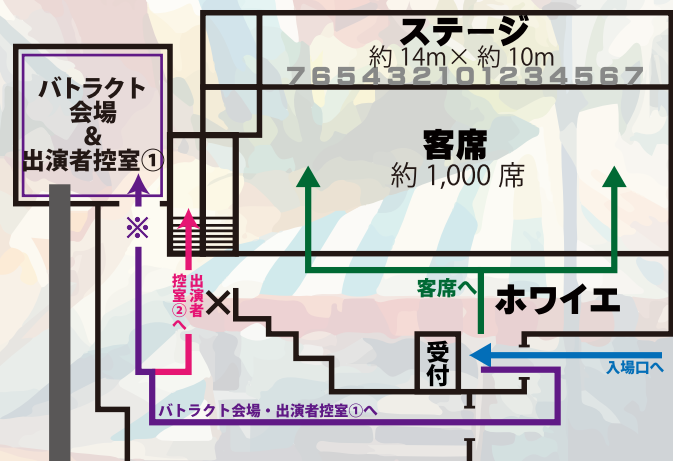 ステージ
約 14m× 約 10m
765432101234567
バトラクト
会場
&
出演者控室①
客席
約 1,000 席
※
出演者
控室②へ
×
客席へ
ホワイエ
受付
入場口へ
バトラクト会場・出演者控室①へ